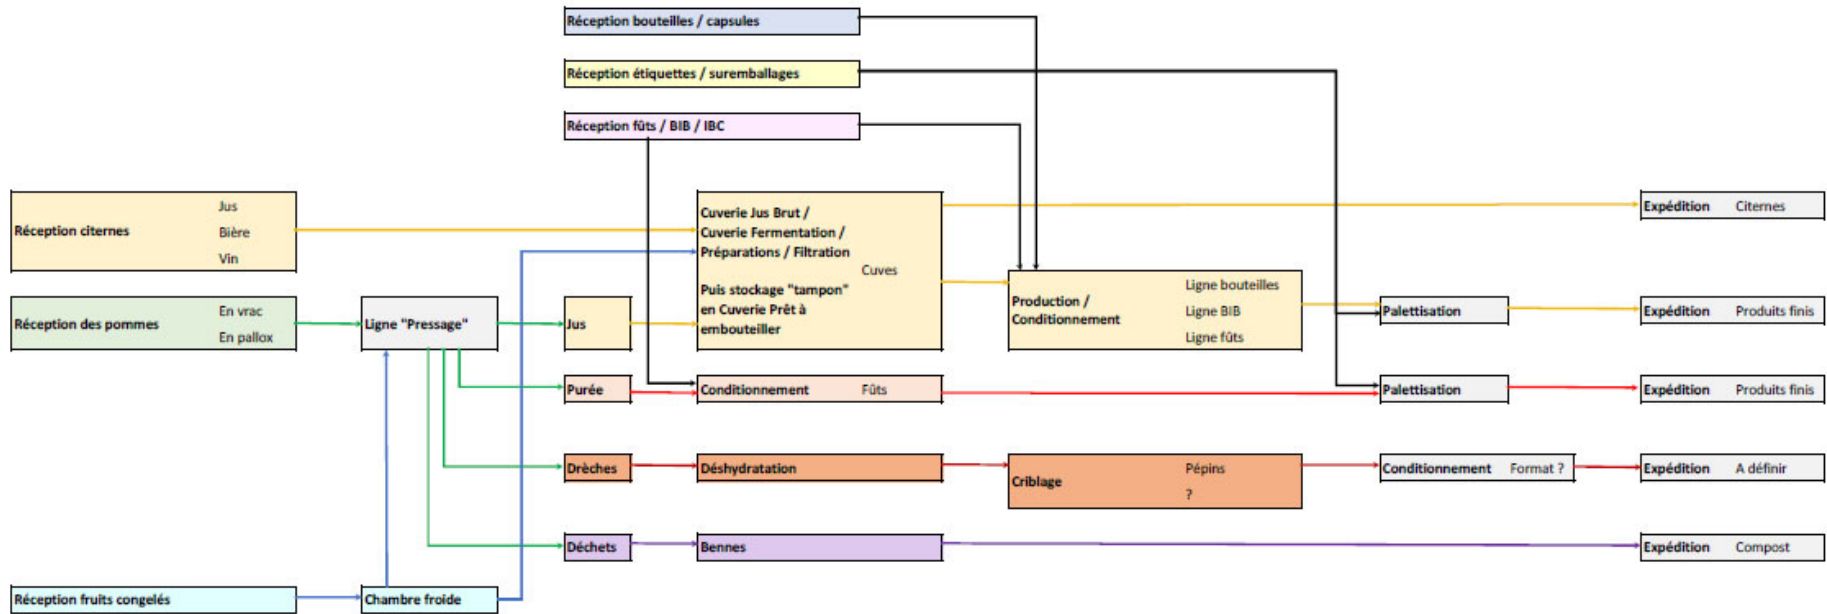 Réception bouteilles / capsules
Réception étiquettes / suremballages
Réception fûts / BIB / IBC
Réception citernes
Jus
Bière
Vin
Cuverie Jus Brut /
Cuverie Fermentation /
Préparations / Filtration
Puis stockage "tampon"
en Cuverie Prêt à
embouteiller
Cuves
Expédition Citernes
Réception des pommes
En vrac
En pallox
Ligne "Pressage"
Jus
Production /
Conditionnement
Ligne bouteilles
Ligne BIB
Ligne fûts
Palettisation
Expédition Produits finis
Purée
Conditionnement Fûts
Palettisation
Expédition Produits finis
Drèches
Déshydratation
Criblage
Pépins
?
Conditionnement Format ?
Expédition A définir
Déchets
Bennes
Expédition Compost
Réception fruits congelés
Chambre froide